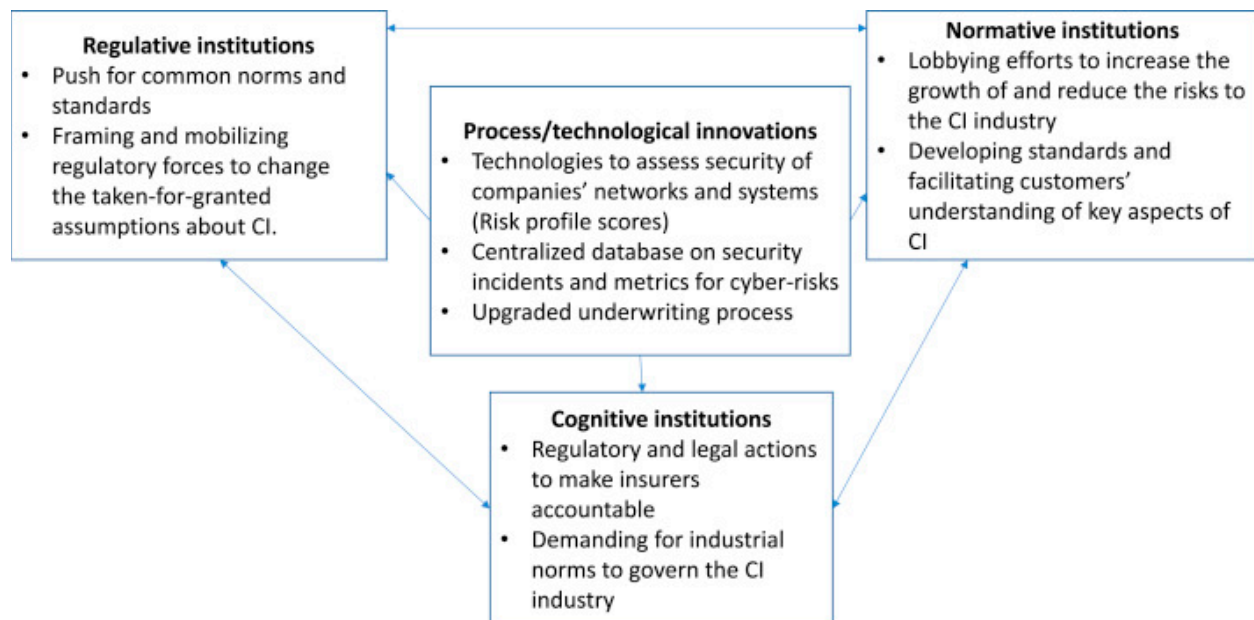 Regulative institutions
• Push for common norms and
standards
• Framing and mobilizing
regulatory forces to change
the taken-for-granted
assumptions about CI.
Process/technological innovations
• Technologies to assess security of
companies’ networks and systems
(Risk profile scores)
• Centralized database on security
incidents and metrics for cyber-risks
• Upgraded underwriting process
Normative institutions
• Lobbying efforts to increase the
growth of and reduce the risks to
the CI industry
• Developing standards and
facilitating customers’
understanding of key aspects of
CI
Cognitive institutions
• Regulatory and legal actions
to make insurers
accountable
• Demanding for industrial
norms to govern the CI
industry